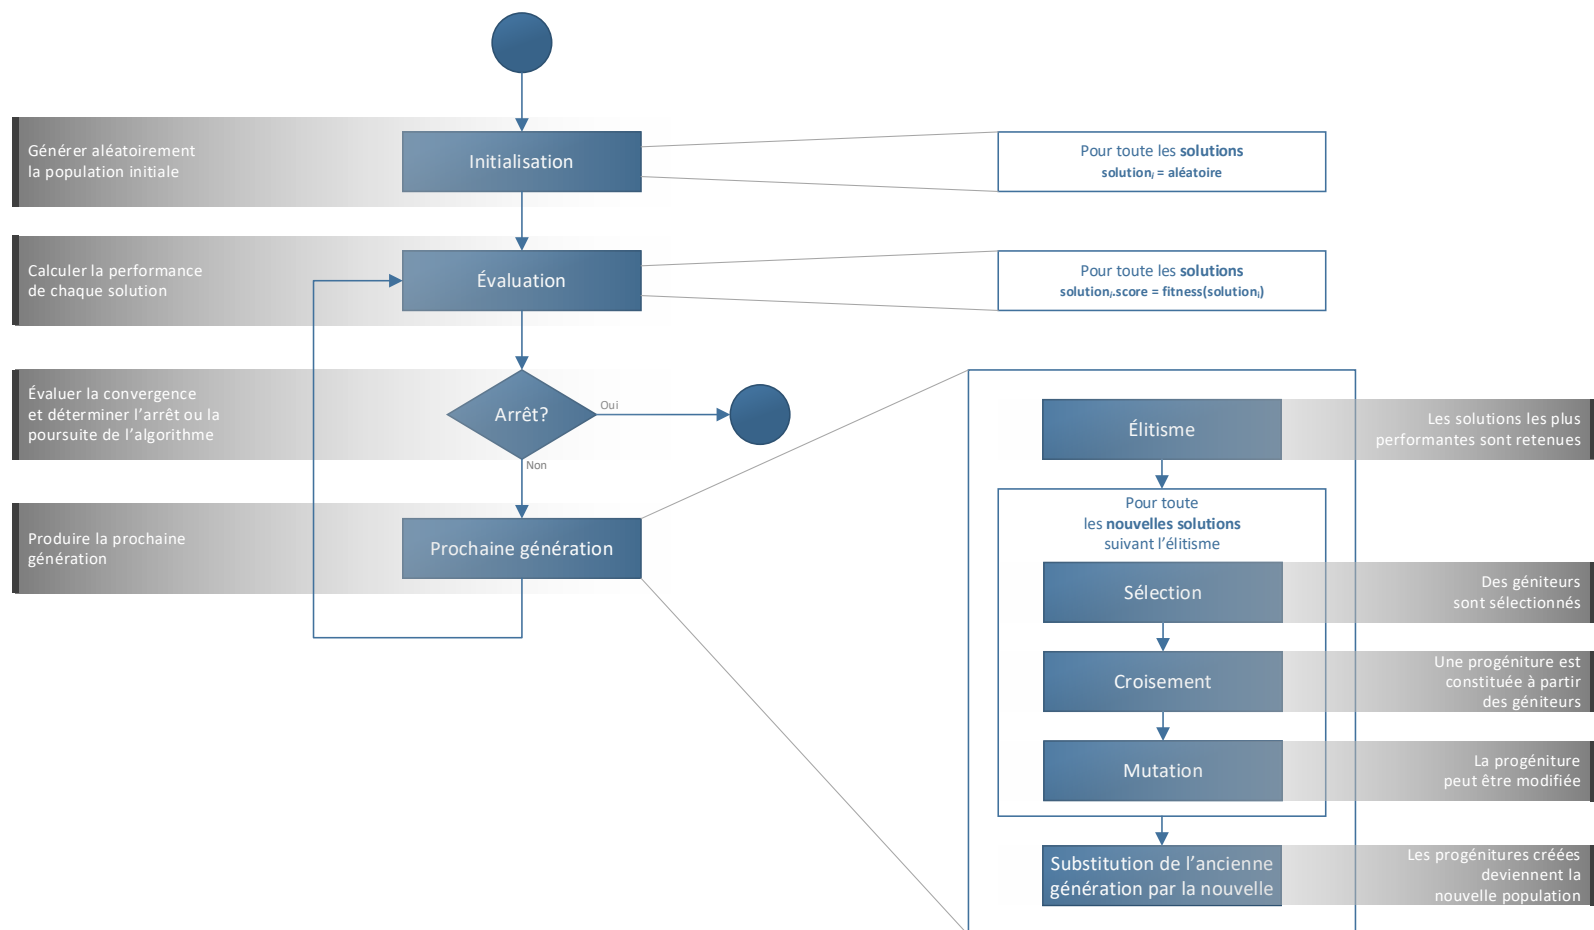 Générer aléatoirement
la population initiale
Initialisation
Pour toute les solutions
solutioni = aléatoire
Calculer la performance
de chaque solution
Évaluation
Pour toute les solutions
solutioni.score = fitness(solutioni)
Évaluer la convergence
et déterminer l’arrêt ou la
poursuite de l’algorithme
Arrêt?
Oui
Non
Produire la prochaine
génération
Prochaine génération
Élitisme
Les solutions les plus
performantes sont retenues
Pour toute
les nouvelles solutions
suivant l’élitisme
Sélection
Des géniteurs
sont sélectionnés
Croisement
Une progéniture est
constituée à partir
des géniteurs
Mutation
La progéniture
peut être modifiée
Substitution de l’ancienne
génération par la nouvelle
Les progénitures créées
deviennent la
nouvelle population